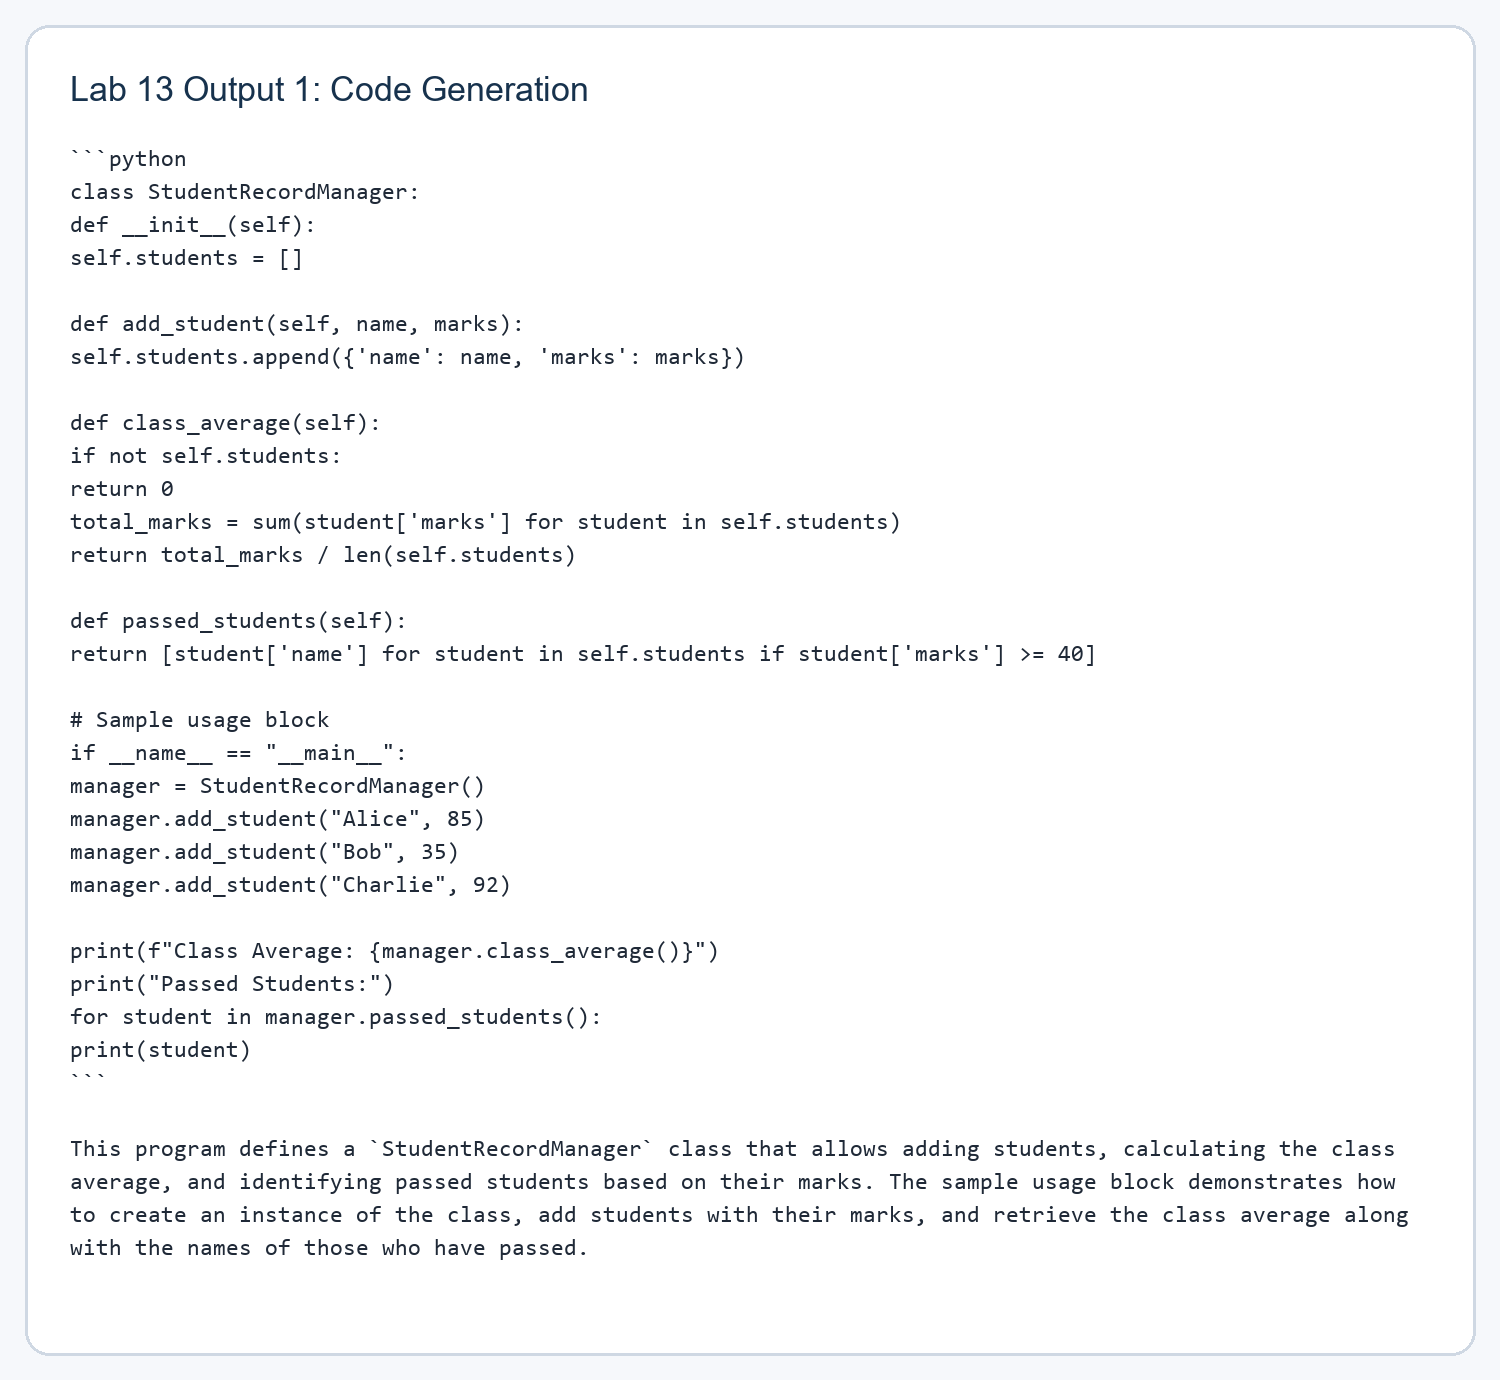 Lab 13 Output 1: Code Generation
```python
class StudentRecordManager:
def __init__(self):
self.students = []
def add_student(self, name, marks):
self.students.append({'name': name, 'marks': marks})
def class_average(self):
if not self.students:
return 0
total_marks = sum(student['marks'] for student in self.students)
return total_marks / len(self.students)
def passed_students(self):
return [student['name'] for student in self.students if student['marks'] >= 40]
# Sample usage block
if __name__ == "__main__":
manager = StudentRecordManager()
manager.add_student("Alice", 85)
manager.add_student("Bob", 35)
manager.add_student("Charlie", 92)
print(f"Class Average: {manager.class_average()}")
print("Passed Students:")
for student in manager.passed_students():
print(student)
```
This program defines a `StudentRecordManager` class that allows adding students, calculating the class
average, and identifying passed students based on their marks. The sample usage block demonstrates how
to create an instance of the class, add students with their marks, and retrieve the class average along
with the names of those who have passed.